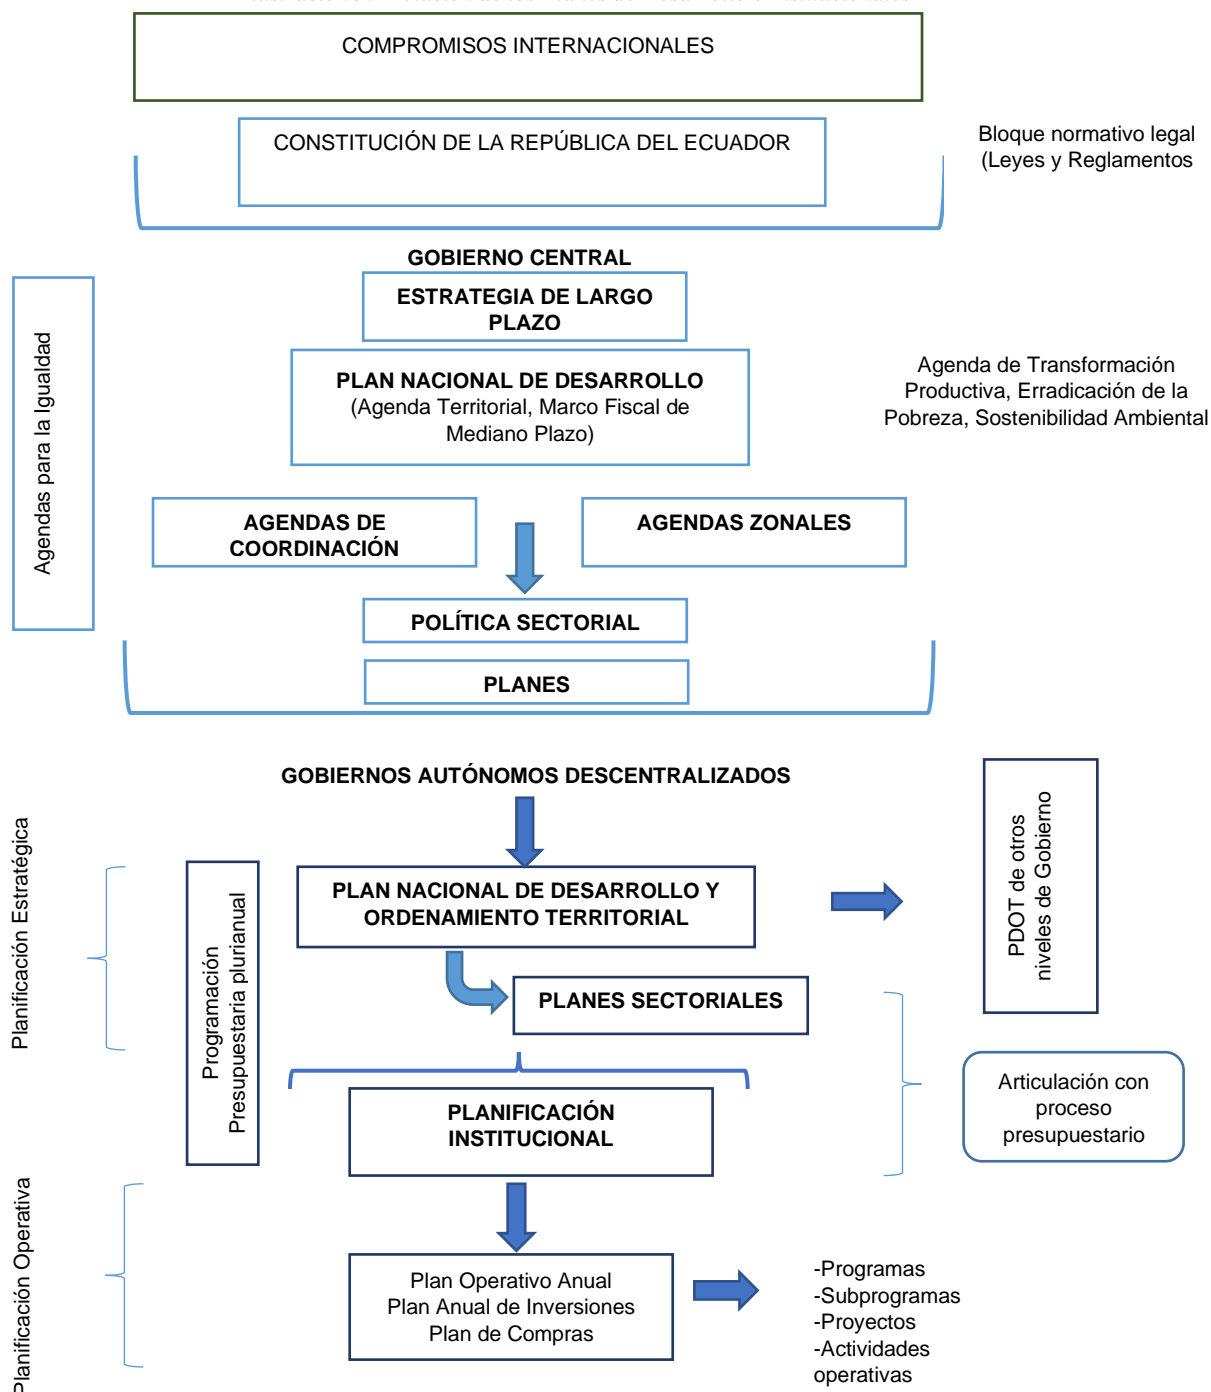 COMPROMISOS INTERNACIONALES
CONSTITUCIÓN DE LA REPÚBLICA DEL ECUADOR
Bloque normativo legal
(Leyes y Reglamentos
GOBIERNO CENTRAL
ESTRATEGIA DE LARGO
PLAZO
Agendas para la Igualdad
PLAN NACIONAL DE DESARROLLO
(Agenda Territorial, Marco Fiscal de
Mediano Plazo)
Agenda de Transformación
Productiva, Erradicación de la
Pobreza, Sostenibilidad Ambiental
AGENDAS DE
COORDINACIÓN
AGENDAS ZONALES
POLÍTICA SECTORIAL
PLANES
GOBIERNOS AUTÓNOMOS DESCENTRALIZADOS
Planificación Estratégica
Programación
Presupuestaria plurianual
PLAN NACIONAL DE DESARROLLO Y
ORDENAMIENTO TERRITORIAL
PDOT de otros
niveles de Gobierno
PLANES SECTORIALES
PLANIFICACIÓN
INSTITUCIONAL
Articulación con
proceso
presupuestario
Planificación Operativa
Plan Operativo Anual
Plan Anual de Inversiones
Plan de Compras
-Programas
-Subprogramas
-Proyectos
-Actividades
operativas